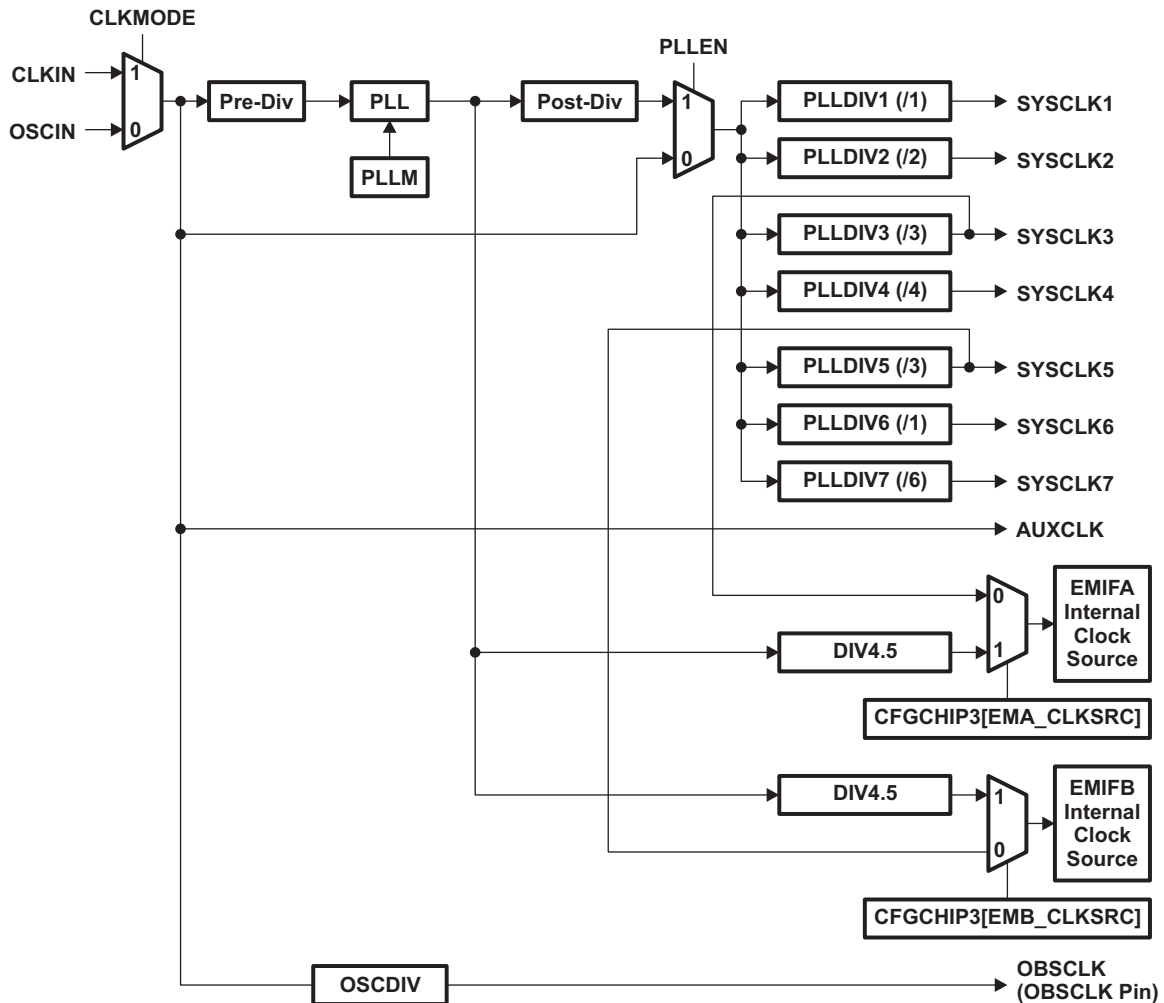 CLKMODE
PLLEN
CLKIN
1
Pre-Div
PLL
Post-Div
1
PLLDIV1 (/1)
SYSCLK1
OSCIN
0
PLLM
0
PLLDIV2 (/2)
SYSCLK2
PLLDIV3 (/3)
SYSCLK3
PLLDIV4 (/4)
SYSCLK4
PLLDIV5 (/3)
SYSCLK5
PLLDIV6 (/1)
SYSCLK6
PLLDIV7 (/6)
SYSCLK7
AUXCLK
0
EMIFA
Internal
Clock
Source
DIV4.5
1
CFGCHIP3[EMA_CLKSRC]
DIV4.5
1
EMIFB
Internal
Clock
Source
0
CFGCHIP3[EMB_CLKSRC]
OSCDIV
OBSCLK
(OBSCLK Pin)